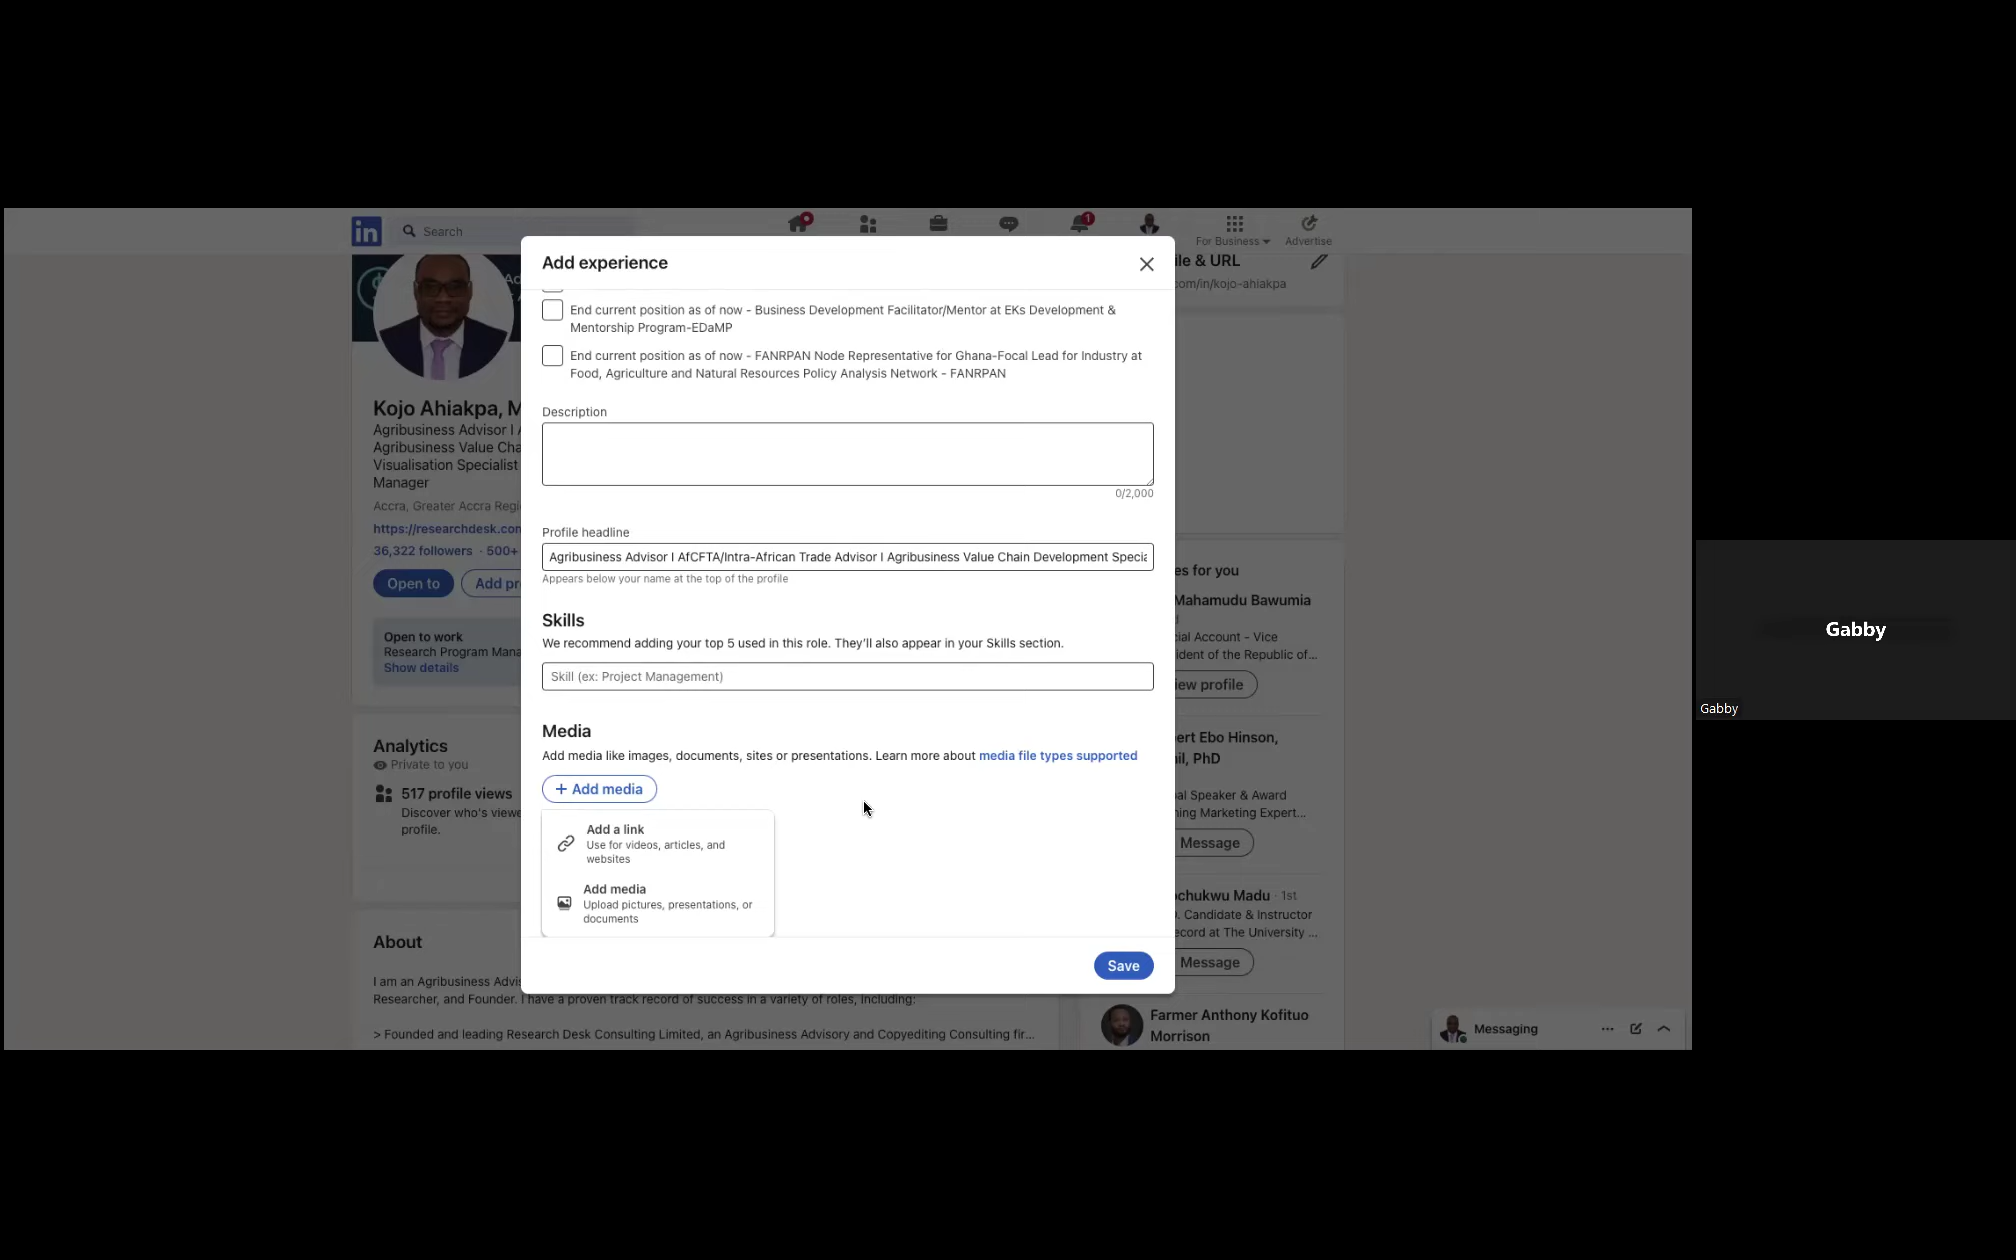 in
Search
1
For Business
Advertise
Add experience
End current position as of now - Business Development Facilitator/Mentor at EKs Development &
Mentorship Program-EDaMP
End current position as of now - FANRPAN Node Representative for Ghana-Focal Lead for Industry at
Food, Agriculture and Natural Resources Policy Analysis Network - FANRPAN
Description
0/2,000
Profile headline
Agribusiness Advisor I AfCFTA/Intra-African Trade Advisor I Agribusiness Value Chain Development Specia
Appears below your name at the top of the profile
Skills
We recommend adding your top 5 used in this role. They'll also appear in your Skills section.
Skill (ex: Project Management)
Media
Add media like images, documents, sites or presentations. Learn more about media file types supported
+ Add media
Add a link
Use for videos, articles, and
websites
Add media
Upload pictures, presentations, or
documents
Save
Kojo Ahiakpa, M
Agribusiness Advisor I
Agribusiness Value Cha
Visualisation Specialist
Manager
Accra, Greater Accra Regi
https://researchdesk.con
36,322 followers · 500+
Open to
Add pr
Open to work
Research Program Mana
Show details
Analytics
Private to you
517 profile views
Discover who's viewe
profile.
About
I am an Agribusiness Advis
Researcher, and Founder. I have a proven track record of success in a variety of roles, including:
> Founded and leading Research Desk Consulting Limited, an Agribusiness Advisory and Copyediting Consulting fir...
ile & URL
com/in/kojo-ahiakpa
es for you
Mahamudu Bawumia
ial Account - Vice
ident of the Republic of...
iew profile
ert Ebo Hinson,
il, PhD
al Speaker & Award
ning Marketing Expert...
Message
ochukwu Madu · 1st
. Candidate & Instructor
ecord at The University ...
Message
Farmer Anthony Kofituo
Morrison
Messaging
Gabby
Gabby